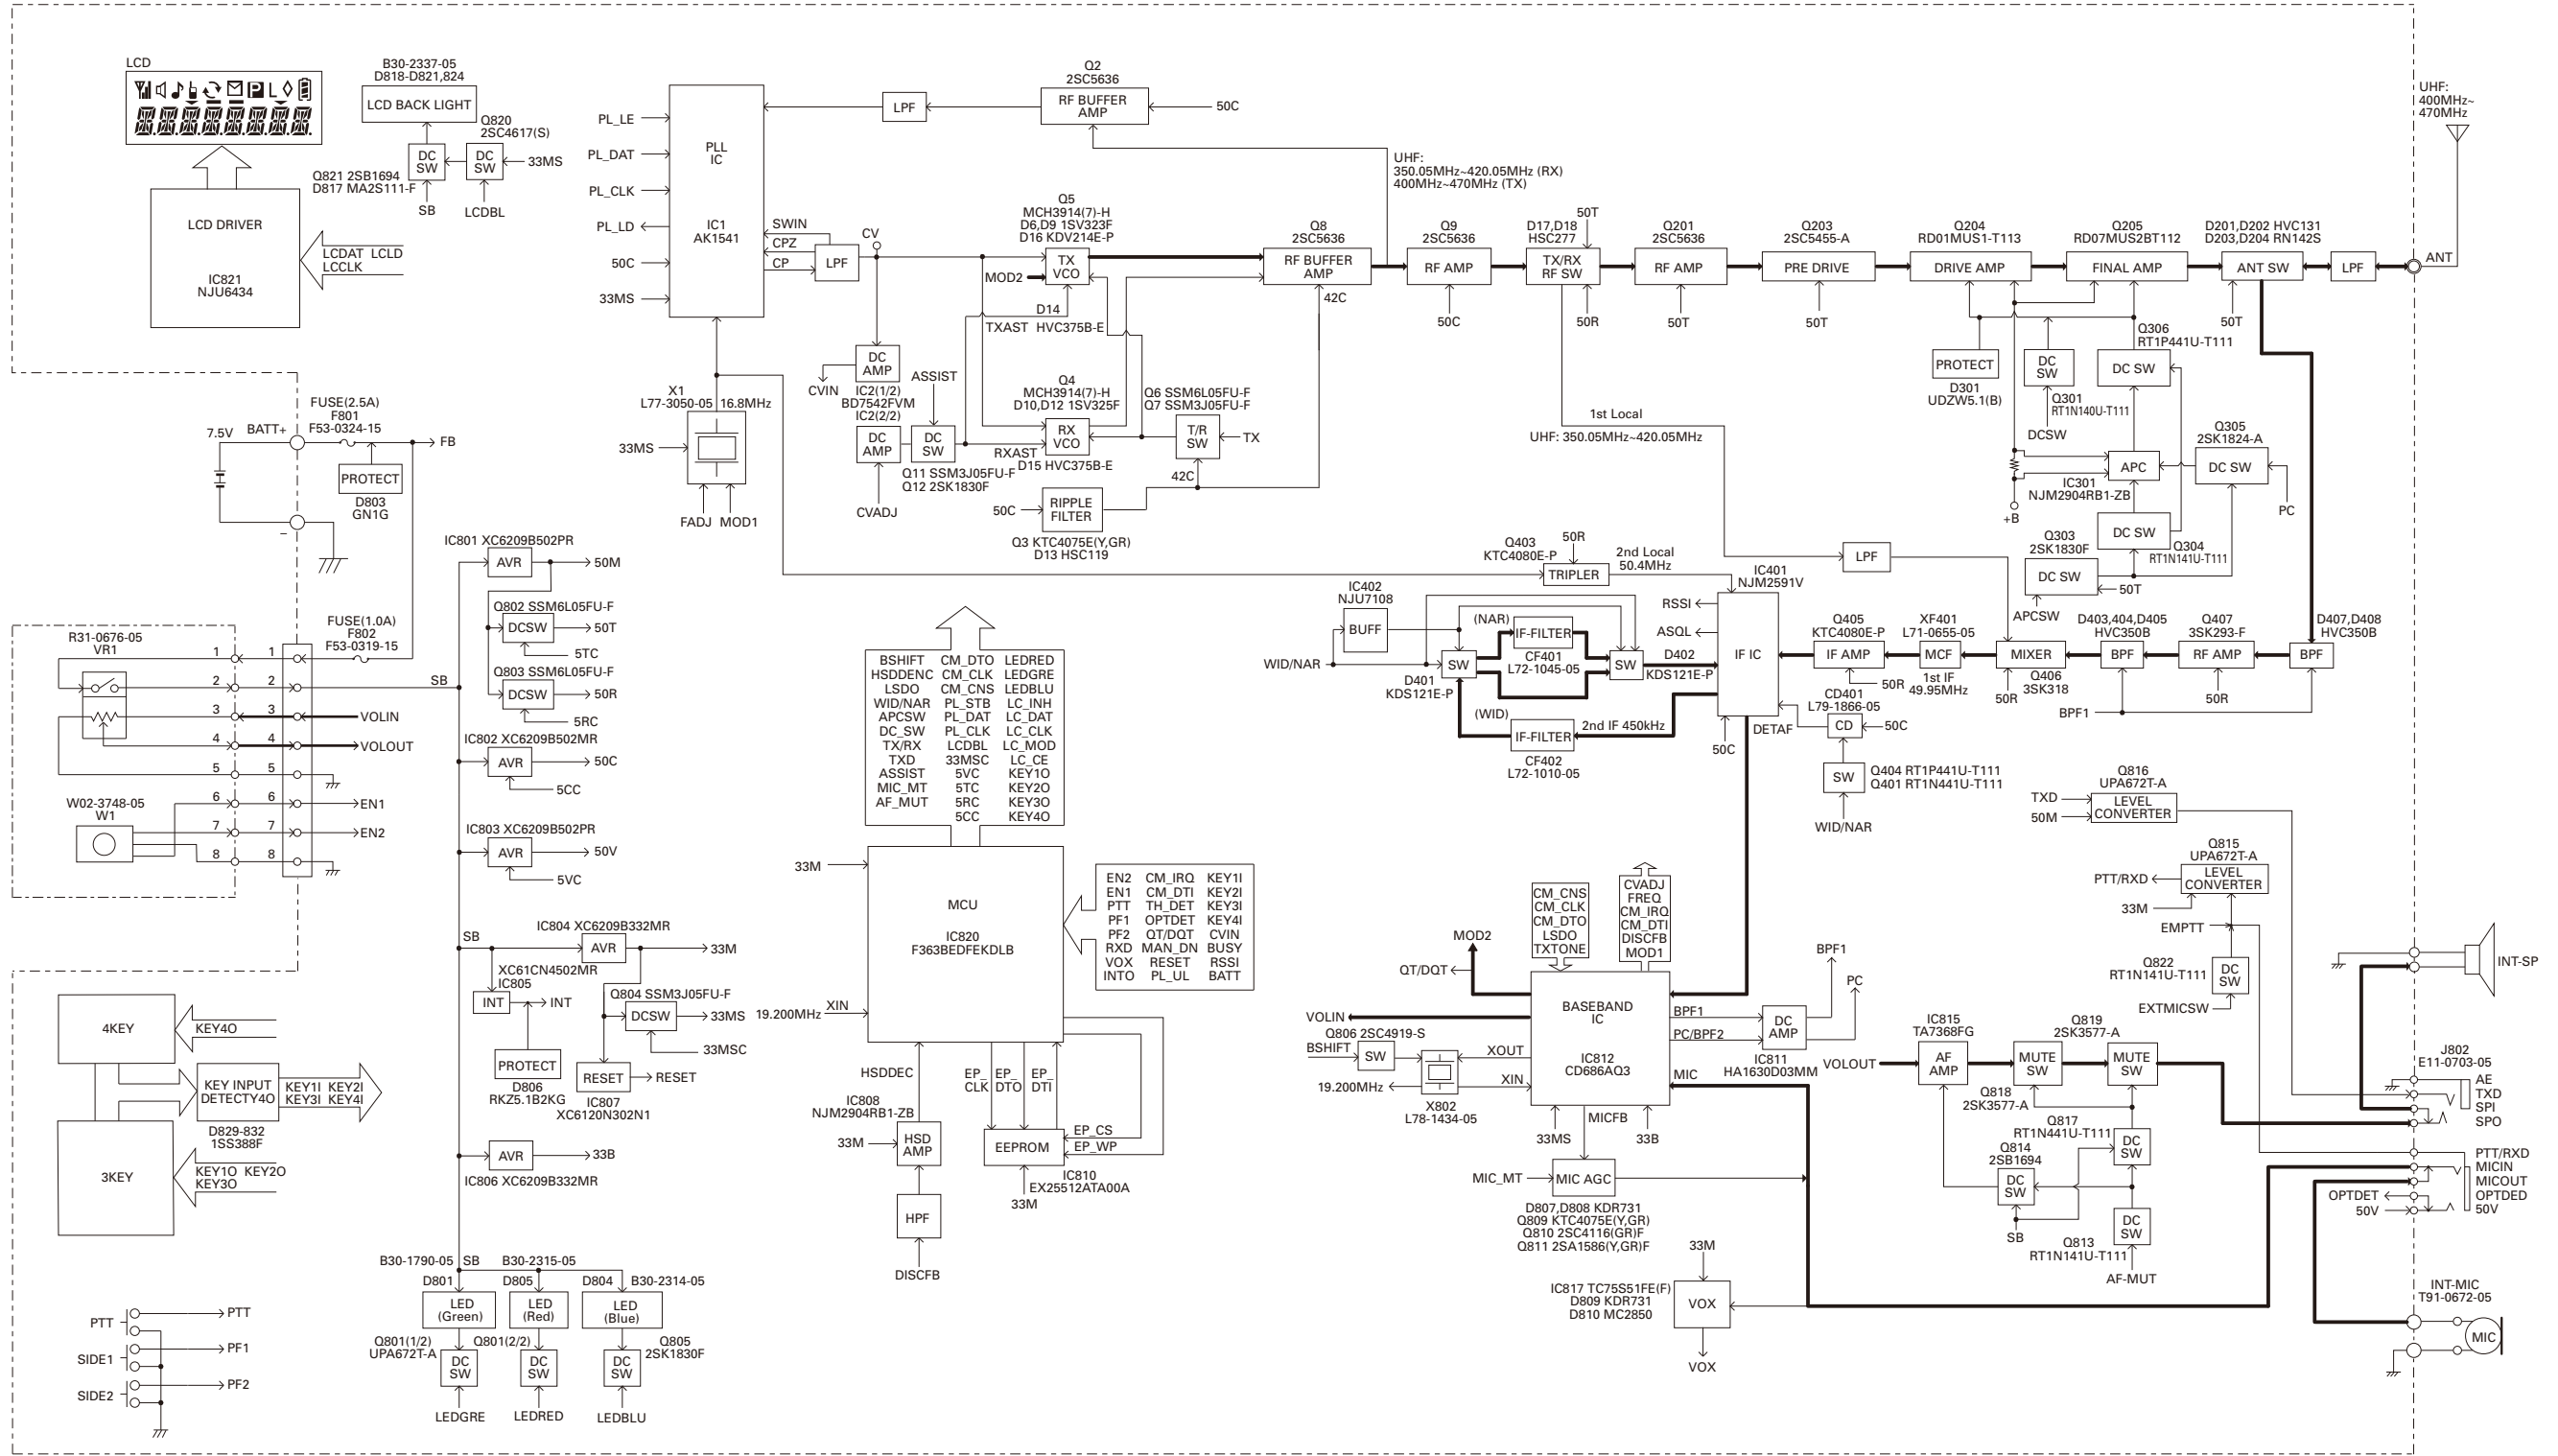 LCD
B30-2337-05
D818-D821,824
LCD BACK LIGHT
Q820
2SC4617(S)
DC
SW
DC
SW
33MS
Q821 2SB1694
D817 MA2S111-F
SB
LCDBL
LCD DRIVER
IC821
NJU6434
LCDAT LCLD
LCCLK
PL_LE
PL_DAT
PL_CLK
PL_LD
50C
33MS
PLL
IC
IC1
AK1541
SWIN
CPZ
CP
LPF
LPF
Q2
2SC5636
RF BUFFER
AMP
50C
CV
Q5
MCH3914(7)-H
D6,D9 1SV323F
D16 KDV214E-P
TX
VCO
MOD2
D14
TXAST HVC375B-E
UHF:
350.05MHz~420.05MHz (RX)
400MHz~470MHz (TX)
Q8
2SC5636
RF BUFFER
AMP
42C
Q9
2SC5636
RF AMP
50C
D17,D18
HSC277
50T
TX/RX
RF SW
50R
Q201
2SC5636
RF AMP
50T
Q203
2SC5455-A
PRE DRIVE
50T
Q204
RD01MUS1-T113
DRIVE AMP
Q205
RD07MUS2BT112
FINAL AMP
D201,D202 HVC131
D203,D204 RN142S
ANT SW
50T
LPF
ANT
UHF:
400MHz~
470MHz
Q306
RT1P441U-T111
PROTECT
D301
UDZW5.1(B)
DC
SW
Q301
RT1N140U-T111
DCSW
DC SW
Q305
2SK1824-A
DC SW
APC
IC301
NJM2904RB1-ZB
PC
+B
DC SW
Q304
RT1N141U-T111
Q303
2SK1830F
DC SW
50T
APCSW
DC
AMP
CVIN
IC2(1/2)
BD7542FVM
IC2(2/2)
DC
AMP
ASSIST
DC
SW
Q11 SSM3J05FU-F
Q12 2SK1830F
CVADJ
Q4
MCH3914(7)-H
D10,D12 1SV325F
RX
VCO
RXAST
D15 HVC375B-E
Q6 SSM6L05FU-F
Q7 SSM3J05FU-F
T/R
SW
TX
42C
50C
RIPPLE
FILTER
Q3 KTC4075E(Y,GR)
D13 HSC119
X1
L77-3050-05 16.8MHz
33MS
FADJ MOD1
1st Local
UHF: 350.05MHz~420.05MHz
FUSE(2.5A)
F801
F53-0324-15
7.5V
BATT+
FB
PROTECT
D803
GN1G
−
R31-0676-05
VR1
FUSE(1.0A)
F802
F53-0319-15
1 1
2 2
3 3 VOLIN
4 4 VOLOUT
5 5
6 6 EN1
7 7 EN2
8 8
W02-3748-05
W1
SB
IC801 XC6209B502PR
AVR
50M
Q802 SSM6L05FU-F
DCSW
50T
5TC
Q803 SSM6L05FU-F
DCSW
50R
5RC
IC802 XC6209B502MR
AVR
50C
5CC
IC803 XC6209B502PR
AVR
50V
5VC
SB
IC804 XC6209B332MR
AVR
33M
XC61CN4502MR
IC805
INT
INT
PROTECT
D806
RKZ5.1B2KG
Q804 SSM3J05FU-F
DCSW
33MS
33MSC
RESET
RESET
IC807
XC6120N302N1
AVR
33B
IC806 XC6209B332MR
B30-1790-05 SB B30-2315-05
D801 D805 D804 B30-2314-05
LED
(Green)
LED
(Red)
LED
(Blue)
Q801(1/2)
UPA672T-A
Q801(2/2)
Q805
2SK1830F
DC
SW
DC
SW
DC
SW
LEDGRE
LEDRED
LEDBLU
4KEY
KEY4O
KEY INPUT
DETECTY4O
KEY1I KEY2I
KEY3I KEY4I
D829-832
1SS388F
3KEY
KEY1O KEY2O
KEY3O
PTT
PTT
SIDE1
PF1
SIDE2
PF2
BSHIFT CM_DTO LEDRED
HSDDENC CM_CLK LEDGRE
LSDO CM_CNS LEDBLU
WID/NAR PL_STB LC_INH
APCSW PL_DAT LC_DAT
DC_SW PL_CLK LC_CLK
TX/RX LCDBL LC_MOD
TXD 33MSC LC_CE
ASSIST 5VC KEY1O
MIC_MT 5TC KEY2O
AF_MUT 5RC KEY3O
5CC KEY4O
33M
MCU
IC820
F363BEDFEKDLB
XIN
19.200MHz
EN2 CM_IRQ KEY1I
EN1 CM_DTI KEY2I
PTT TH_DET KEY3I
PF1 OPTDET KEY4I
PF2 QT/DQT CVIN
RXD MAN_DN BUSY
VOX RESET RSSI
INTO PL_UL BATT
HSDDEC
EP_
CLK
EP_
DTO
EP_
DTI
IC808
NJM2904RB1-ZB
33M
HSD
AMP
HPF
DISCFB
EEPROM
EP_CS
EP_WP
IC810
EX25512ATA00A
33M
Q403
KTC4080E-P
50R
TRIPLER
2nd Local
50.4MHz
IC402
NJU7108
BUFF
WID/NAR
SW
D401
KDS121E-P
(NAR)
IF-FILTER
CF401
L72-1045-05
SW
D402
KDS121E-P
(WID)
IF-FILTER
2nd IF 450kHz
CF402
L72-1010-05
IC401
NJM2591V
RSSI
ASQL
IF IC
50C
DETAF
CD401
L79-1866-05
CD
50C
SW
Q404 RT1P441U-T111
Q401 RT1N441U-T111
WID/NAR
Q405
KTC4080E-P
IF AMP
50R
XF401
L71-0655-05
MCF
1st IF
49.95MHz
LPF
MIXER
50R
Q406
3SK318
D403,404,D405
HVC350B
BPF
BPF1
Q407
3SK293-F
RF AMP
50R
D407,D408
HVC350B
BPF
CM_CNS
CM_CLK
CM_DTO
LSDO
TXTONE
CVADJ
FREQ
CM_IRQ
CM_DTI
DISCFB
MOD1
MOD2
QT/DQT
VOLIN
BASEBAND
IC
IC812
CD686AQ3
BPF1
PC/BPF2
DC
AMP
BPF1
PC
IC811
HA1630D03MM
Q806 2SC4919-S
BSHIFT
SW
XOUT
XIN
19.200MHz
X802
L78-1434-05
MIC
33MS
MICFB
33B
MIC_MT
MIC AGC
D807,D808 KDR731
Q809 KTC4075E(Y,GR)
Q810 2SC4116(GR)F
Q811 2SA1586(Y,GR)F
33M
IC817 TC75S51FE(F)
D809 KDR731
D810 MC2850
VOX
VOX
Q816
UPA672T-A
TXD
50M
LEVEL
CONVERTER
Q815
UPA672T-A
PTT/RXD
LEVEL
CONVERTER
33M
EMPTT
Q822
RT1N141U-T111
DC
SW
EXTMICSW
VOLOUT
IC815
TA7368FG
AF
AMP
MUTE
SW
Q818
2SK3577-A
Q819
2SK3577-A
MUTE
SW
Q817
RT1N441U-T111
DC
SW
Q814
2SB1694
DC
SW
SB
DC
SW
Q813
RT1N141U-T111
AF-MUT
INT-SP
J802
E11-0703-05
AE
TXD
SPI
SPO
PTT/RXD
MICIN
MICOUT
OPTDET
OPTDED
50V
50V
INT-MIC
T91-0672-05
MIC